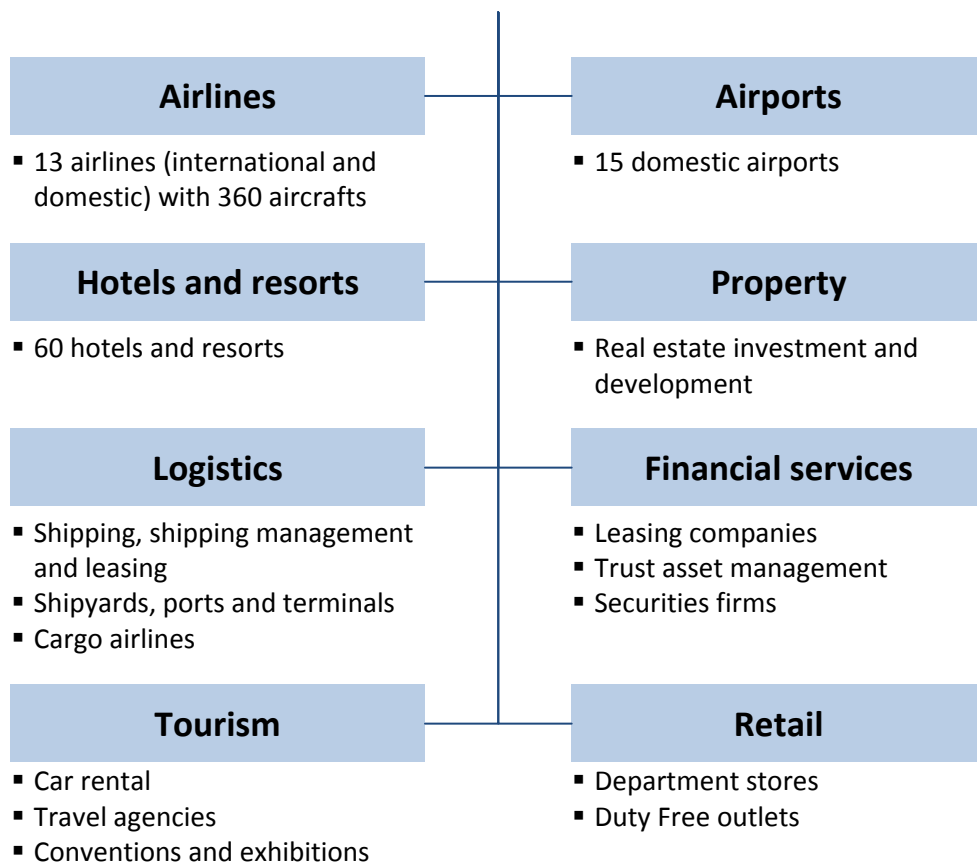 Airlines
▪ 13 airlines (international and
domestic) with 360 aircrafts
Airports
▪ 15 domestic airports
Hotels and resorts
▪ 60 hotels and resorts
Property
▪ Real estate investment and
development
Logistics
▪ Shipping, shipping management
and leasing
▪ Shipyards, ports and terminals
▪ Cargo airlines
Financial services
▪ Leasing companies
▪ Trust asset management
▪ Securities firms
Tourism
▪ Car rental
▪ Travel agencies
▪ Conventions and exhibitions
Retail
▪ Department stores
▪ Duty Free outlets